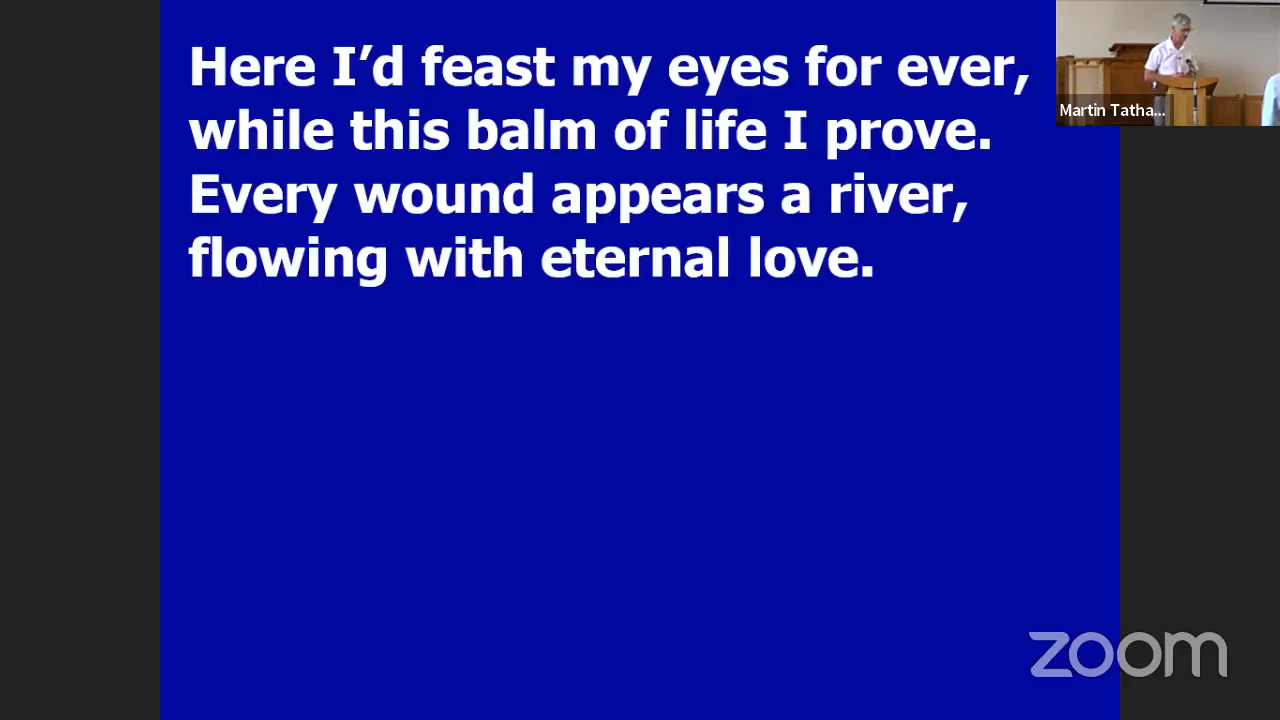 Here I’d feast my eyes for ever,
while this balm of life I prove.
Every wound appears a river,
flowing with eternal love.
Martin Tatha...
zoom